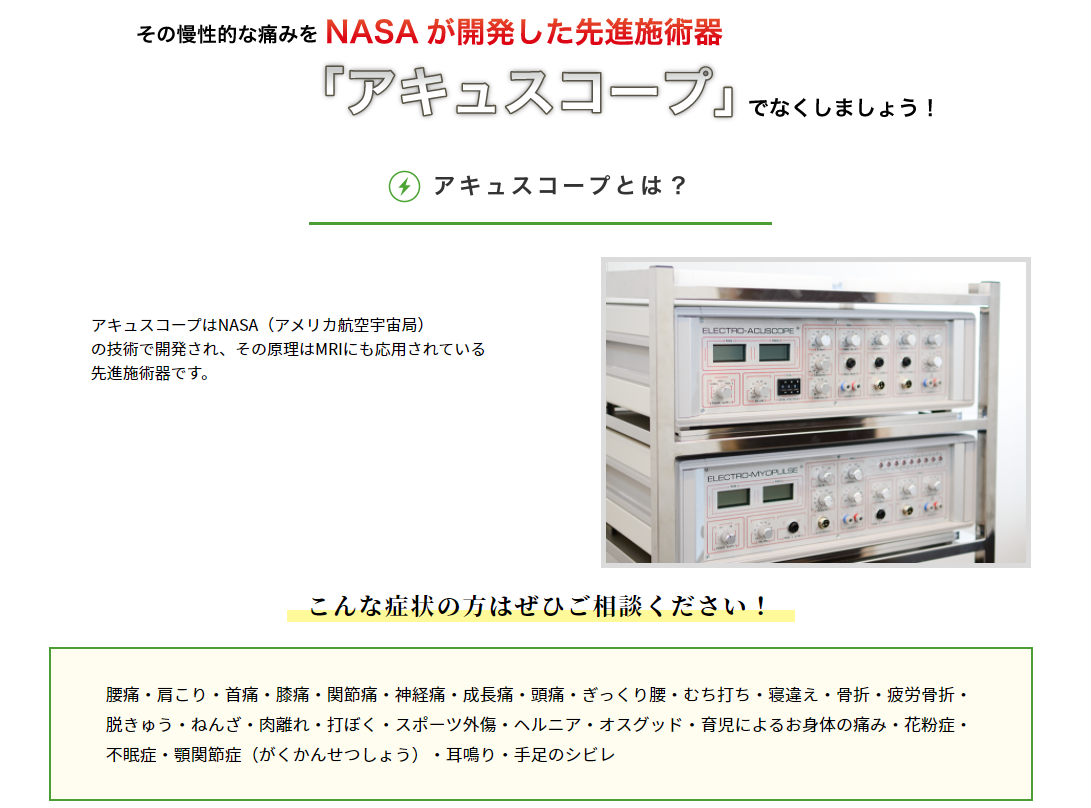 その慢性的な痛みを NASA が開発した先進施術器
『アキュスコープ』でなくしましょう！
アキュスコープとは？
アキュスコープはNASA（アメリカ航空宇宙局）
の技術で開発され、その原理はMRIにも応用されている
先進施術器です。
ELECTRO-ACUSCOPE
ELECTRO-MYOPULSE
こんな症状の方はぜひご相談ください！
腰痛・肩こり・首痛・膝痛・関節痛・神経痛・成長痛・頭痛・ぎっくり腰・むち打ち・寝違え・骨折・疲労骨折・
脱きゅう・ねんざ・肉離れ・打ぼく・スポーツ外傷・ヘルニア・オスグッド・育児によるお身体の痛み・花粉症・
不眠症・顎関節症（がくかんせつしょう）・耳鳴り・手足のシビレ